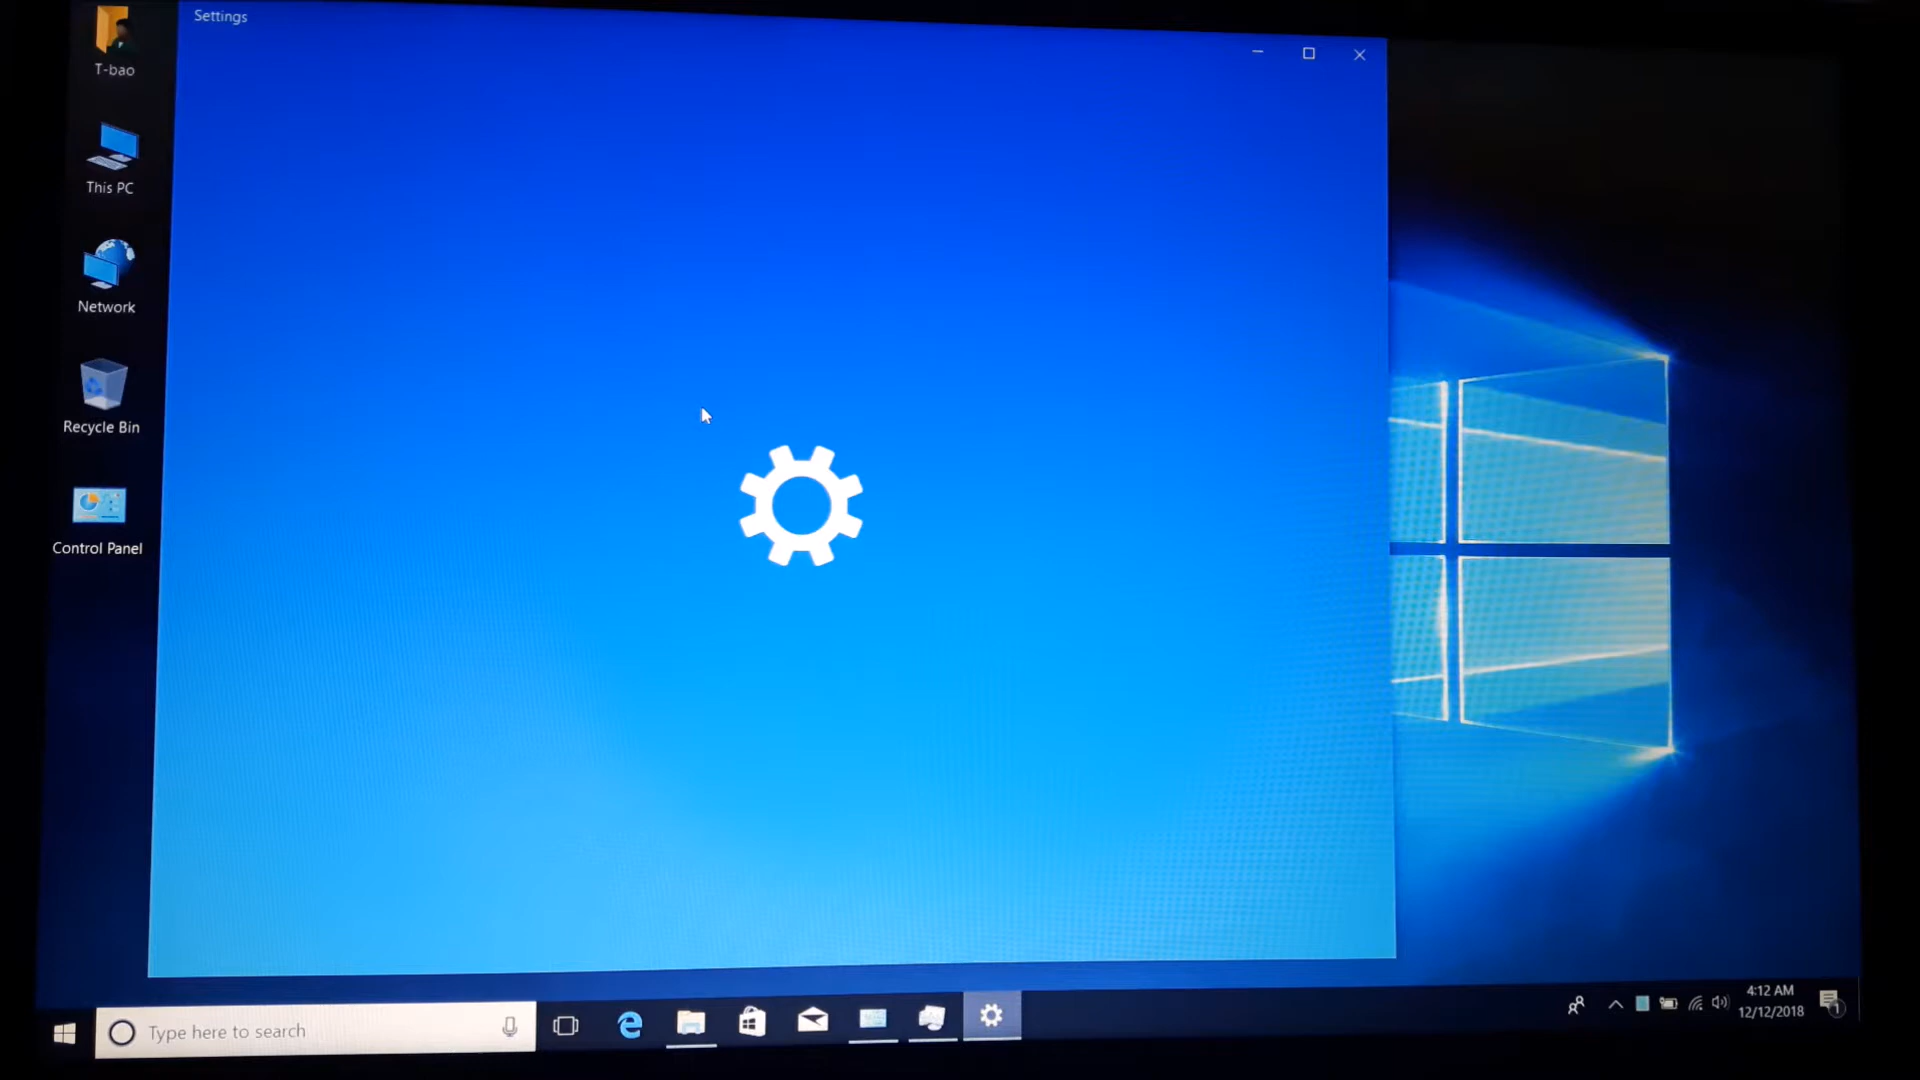 Settings
T-bao
This PC
Network
Recycle Bin
Control Panel
Type here to search
4:12 AM
12/12/2018
1